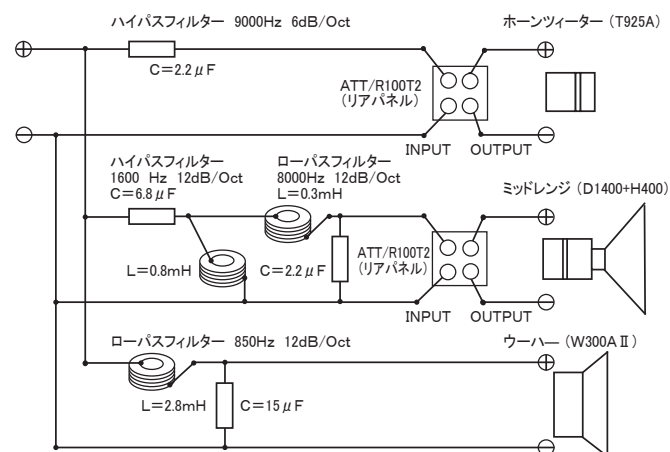 ハイパスフィルター 9000Hz 6dB/Oct
ホーンツィーター (T925A)
C=2.2μF
ATT/R100T2
(リアパネル)
INPUT OUTPUT
ハイパスフィルター
1600 Hz 12dB/Oct
C=6.8μF
ローパスフィルター
8000Hz 12dB/Oct
L=0.3mH
ミッドレンジ (D1400+H400)
L=0.8mH
C=2.2μF
ATT/R100T2
(リアパネル)
INPUT OUTPUT
ローパスフィルター 850Hz 12dB/Oct
ウーハ― (W300AⅡ)
L=2.8mH
C=15μF